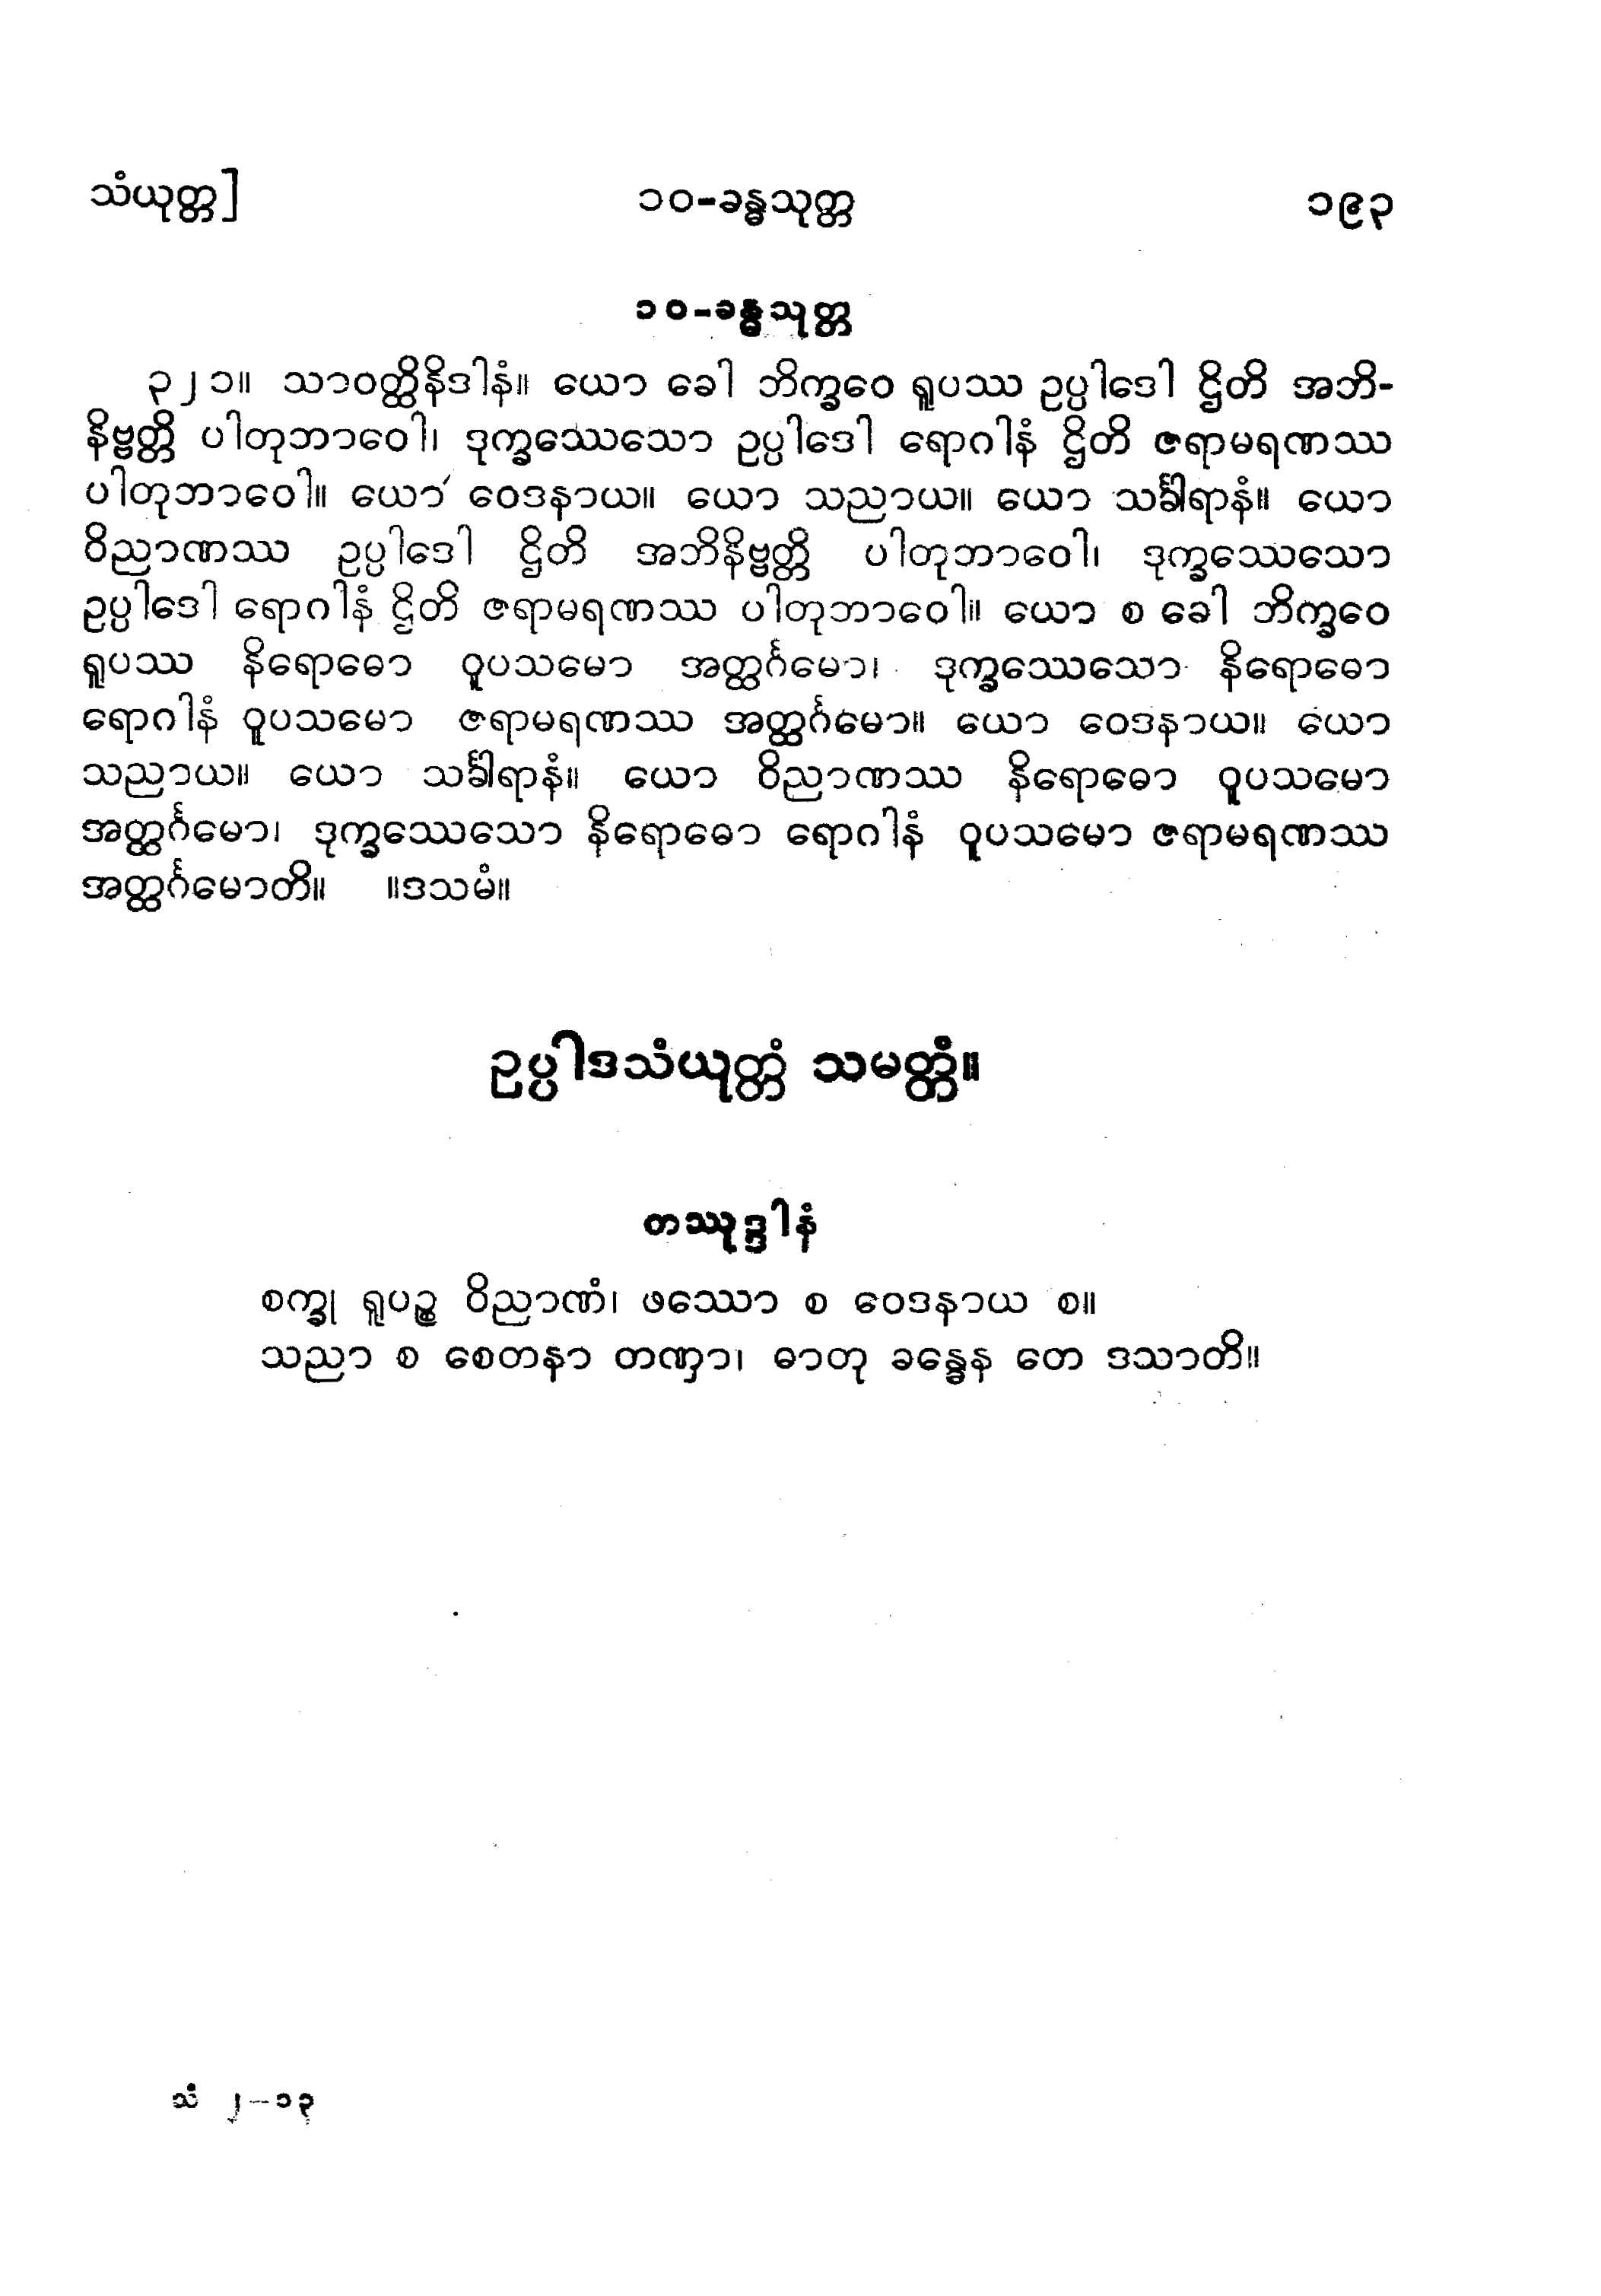 သံယုတ္တ]
၁၀-ခန္ဓသုတ္တ
၁၉၃
၁၀-ခန္ဓသုတ္တ
၃၂၁။ သာဝတ္ထိနိဒါနံ။ ယော ခေါ ဘိက္ခဝေ ရူပဿ ဥပ္ပါဒေါ ဌိတိ အဘိ-
နိဗ္ဗတ္တိ ပါတုဘာဝေါ၊ ဒုက္ခဿေသော ဥပ္ပါဒေါ ရောဂါနံ ဌိတိ ဇရာမရဏဿ
ပါတုဘာဝေါ။ ယော ဝေဒနာယ။ ယော သညာယ။ ယော သင်္ခါရာနံ။ ယော
ဝိညာဏဿ ဥပ္ပါဒေါ ဌိတိ အဘိနိဗ္ဗတ္တိ ပါတုဘာဝေါ၊ ဒုက္ခဿေသော
ဥပ္ပါဒေါ ရောဂါနံ ဌိတိ ဇရာမရဏဿ ပါတုဘာဝေါ။ ယော စ ခေါ ဘိက္ခဝေ
ရူပဿ နိရောဓော ဝူပသမော အတ္ထင်္ဂမော၊ ဒုက္ခဿေသော နိရောဓော
ရောဂါနံ ဝူပသမော ဇရာမရဏဿ အတ္ထင်္ဂမော။ ယော ဝေဒနာယ။ ယော
သညာယ။ ယော သင်္ခါရာနံ။ ယော ဝိညာဏဿ နိရောဓော ဝူပသမော
အတ္ထင်္ဂမော၊ ဒုက္ခဿေသော နိရောဓော ရောဂါနံ ဝူပသမော ဇရာမရဏဿ
အတ္ထင်္ဂမောတိ။ ။ဒသမံ။
ဥပ္ပါဒသံယုတ္တံ သမတ္တံ။
တဿုဒ္ဒါနံ
စက္ခု ရူပဉ္စ ဝိညာဏံ၊ ဖဿော စ ဝေဒနာယ စ။
သညာ စ စေတနာ တဏှာ၊ ဓာတု ခန္ဓေန တေ ဒသာတိ။
သံ ၂–၁၃